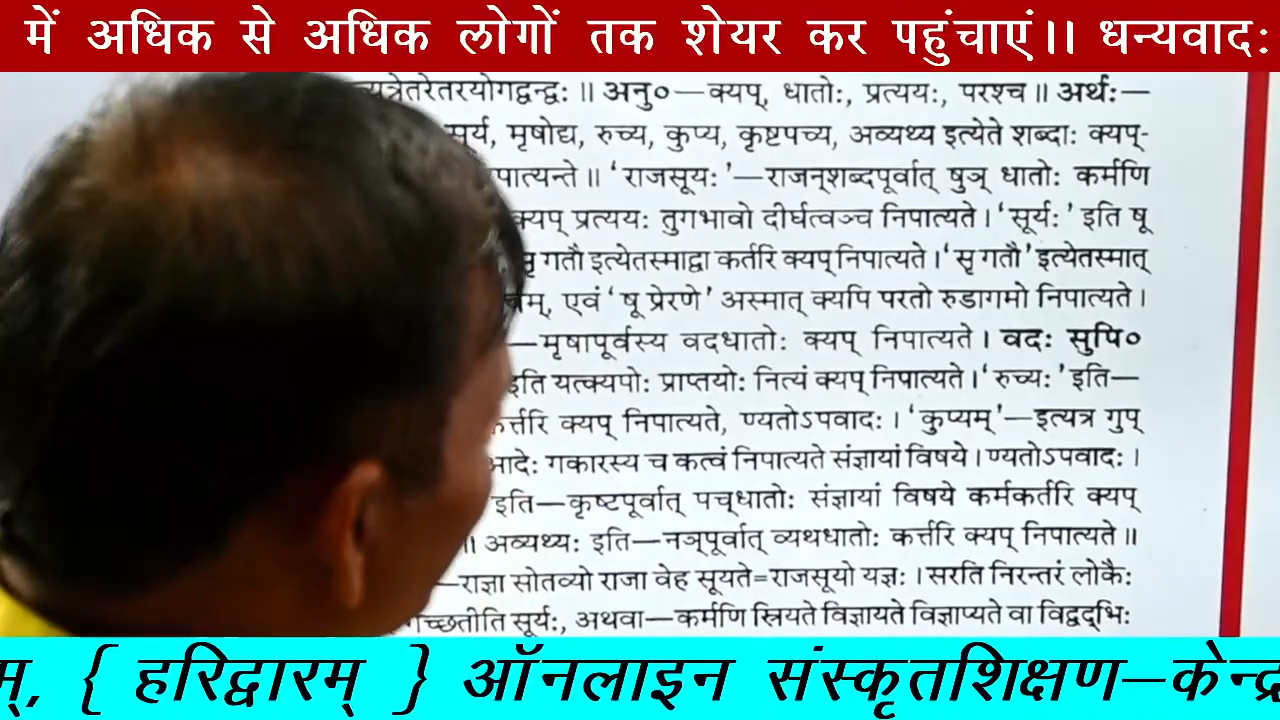 में अधिक से अधिक लोगों तक शेयर कर पहुंचाएं।। धन्यवादः
त्रेतरेतरयोगद्वन्द्वः ॥ अनु०—क्यप्, धातोः, प्रत्ययः, परश्च ॥ अर्थः—
सूर्य, मृषोद्य, रुच्य, कुप्य, कृष्टपच्य, अव्यथ्य इत्येते शब्दाः क्यप्-
पात्यन्ते ॥ ‘राजसूयः’—राजन्शब्दपूर्वात् षुञ् धातोः कर्मणि
क्यप् प्रत्ययः तुगभावो दीर्घत्वञ्च निपात्यते। ‘सूर्यः’ इति षू
सृ गतौ इत्येतस्माद्वा कर्तरि क्यप् निपात्यते। ‘सृ गतौ’ इत्येतस्मात्
एवं ‘षू प्रेरणे’ अस्मात् क्यपि परतो रुडागमो निपात्यते।
—मृषापूर्वस्य वदधातोः क्यप् निपात्यते। वदः सुपि०
इति यत्क्यपोः प्राप्तयोः नित्यं क्यप् निपात्यते। ‘रुच्यः’ इति—
र्त्तरि क्यप् निपात्यते, ण्यतोऽपवादः। ‘कुप्यम्’—इत्यत्र गुप्
आदेः गकारस्य च कत्वं निपात्यते संज्ञायां विषये। ण्यतोऽपवादः।
इति—कृष्टपूर्वात् पच्धातोः संज्ञायां विषये कर्मकर्तरि क्यप्
॥ अव्यथ्यः इति—नञ्पूर्वात् व्यथधातोः कर्त्तरि क्यप् निपात्यते ॥
—राज्ञा सोतव्यो राजा वेह सूयते=राजसूयो यज्ञः। सरति निरन्तरं लोकैः
गच्छतीति सूर्यः, अथवा—कर्मणि स्रियते विज्ञायते विज्ञाप्यते वा विद्वद्भिः
म्, { हरिद्वारम् } ऑनलाइन संस्कृतशिक्षण—केन्द्र